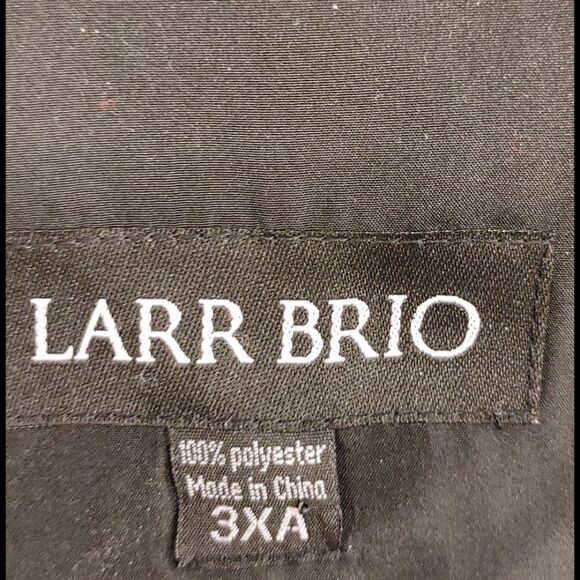 LARR BRIO
100% polyester
Made in China
3XA